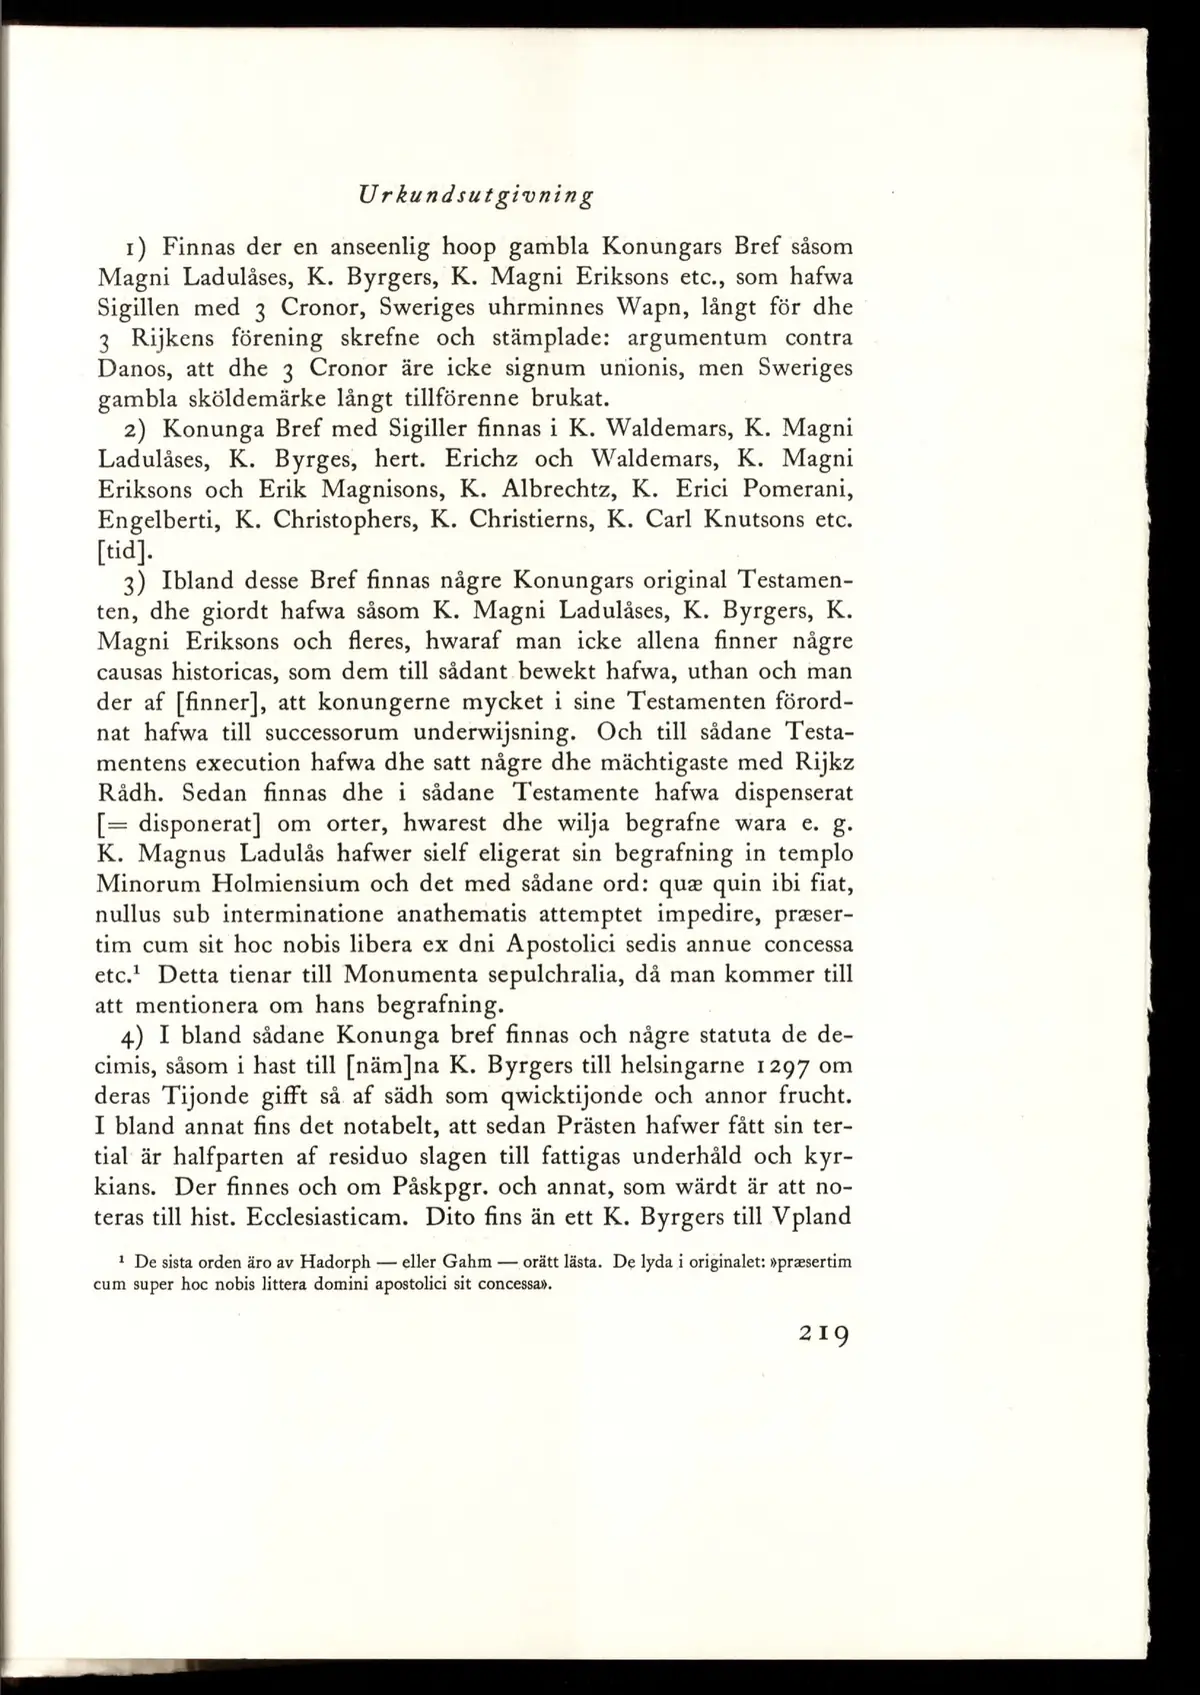 Urkundsutgivning
1) Finnas der en anseenlig hoop gambla Konungars Bref såsom
Magni Ladulåses, K. Byrgers, K. Magni Eriksons etc., som hafwa
Sigillen med 3 Cronor, Sweriges uhrminnes Wapn, långt för dhe
3 Rijkens förening skrefne och stämplade: argumentum contra
Danos, att dhe 3 Cronor äre icke signum unionis, men Sweriges
gambla sköldemärke långt tillförenne brukat.
2) Konunga Bref med Sigiller finnas i K. Waldemars, K. Magni
Ladulåses, K. Byrges, hert. Erichz och Waldemars, K. Magni
Eriksons och Erik Magnisons, K. Albrechtz, K. Erici Pomerani,
Engelberti, K. Christophers, K. Christierns, K. Carl Knutsons etc.
[tid].
3) Ibland desse Bref finnas någre Konungars original Testamen-
ten, dhe giordt hafwa såsom K. Magni Ladulåses, K. Byrgers, K.
Magni Eriksons och fleres, hwaraf man icke allena finner någre
causas historicas, som dem till sådant bewekt hafwa, uthan och man
der af [finner], att konungerne mycket i sine Testamenten förord-
nat hafwa till successorum underwijsning. Och till sådane Testa-
mentens execution hafwa dhe satt någre dhe mächtigaste med Rijkz
Rådh. Sedan finnas dhe i sådane Testamente hafwa dispenserat
[= disponerat] om orter, hwarest dhe wilja begrafne wara e. g.
K. Magnus Ladulås hafwer sielf eligerat sin begrafning in templo
Minorum Holmiensium och det med sådane ord: quæ quin ibi fiat,
nullus sub interminatione anathematis attemptet impedire, præser-
tim cum sit hoc nobis libera ex dni Apostolici sedis annue concessa
etc.¹ Detta tienar till Monumenta sepulchralia, då man kommer till
att mentionera om hans begrafning.
4) I bland sådane Konunga bref finnas och någre statuta de de-
cimis, såsom i hast till [näm]na K. Byrgers till helsingarne 1297 om
deras Tijonde gifft så af sädh som qwicktijonde och annor frucht.
I bland annat fins det notabelt, att sedan Prästen hafwer fått sin ter-
tial är halfparten af residuo slagen till fattigas underhåld och kyr-
kians. Der finnes och om Påskpgr. och annat, som wärdt är att no-
teras till hist. Ecclesiasticam. Dito fins än ett K. Byrgers till Vpland
¹ De sista orden äro av Hadorph — eller Gahm — orätt lästa. De lyda i originalet: »præsertim
cum super hoc nobis littera domini apostolici sit concessa».
219